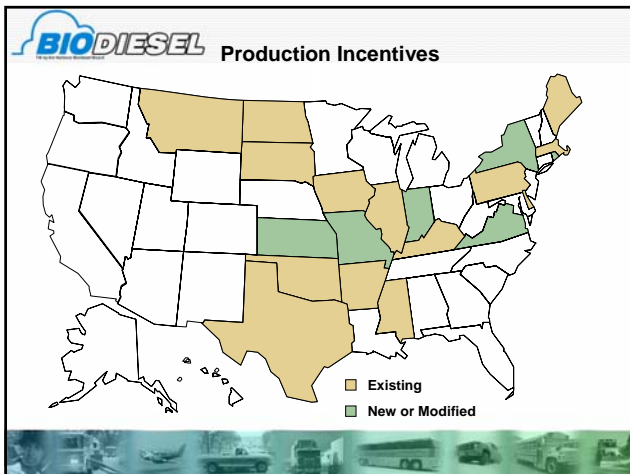 BIODIESEL
Production Incentives
Existing
New or Modified